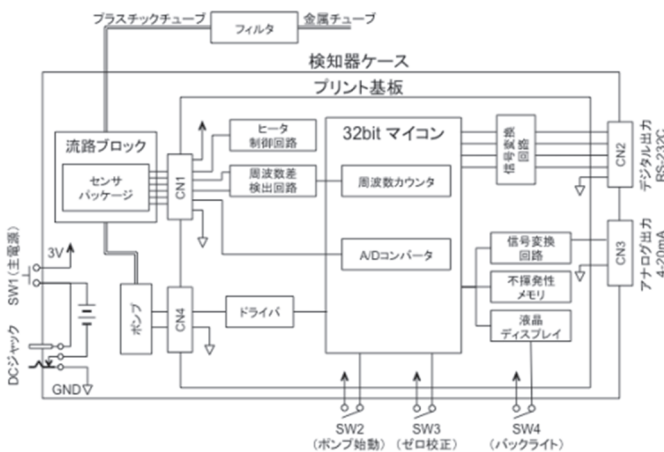 プラスチックチューブ
フィルタ
金属チューブ
検知器ケース
プリント基板
流路ブロック
センサ
パッケージ
CN1
ヒータ
制御回路
周波数差
検出回路
32bit マイコン
周波数カウンタ
A/Dコンバータ
信号変換
回路
CN2
デジタル出力
RS-232C
信号変換
回路
CN3
アナログ出力
4-20mA
不揮発性
メモリ
液晶
ディスプレイ
3V
SW1(主電源)
DCジャック
GND
ポンプ
CN4
ドライバ
SW2
(ポンプ始動)
SW3
(ゼロ校正)
SW4
(バックライト)